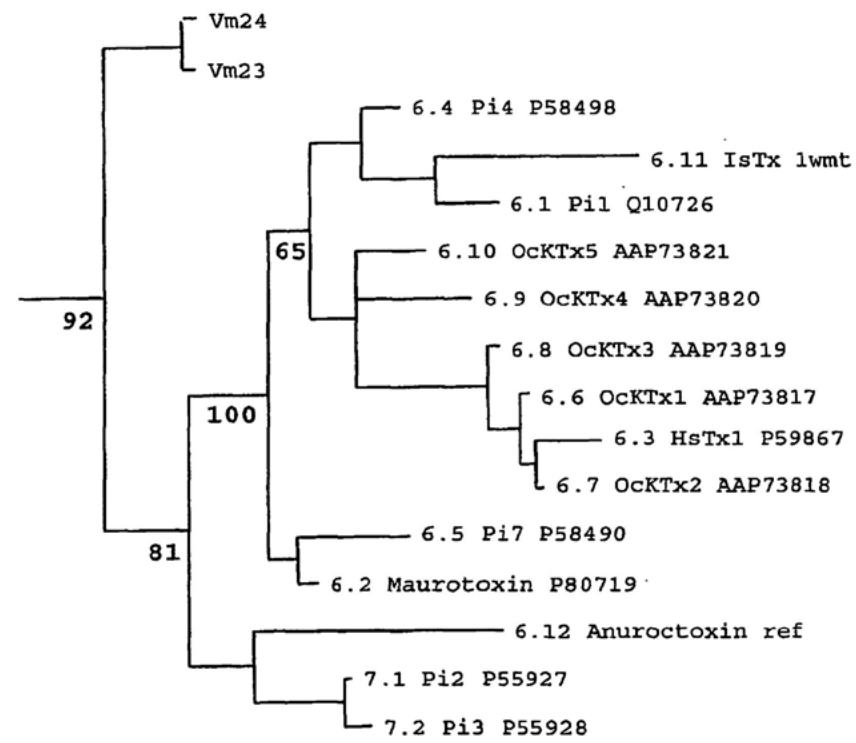 Vm24
Vm23
6.4 Pi4 P58498
6.11 IsTx 1wmt
6.1 Pi1 Q10726
65
6.10 OcKTx5 AAP73821
6.9 OcKTx4 AAP73820
92
6.8 OcKTx3 AAP73819
6.6 OcKTx1 AAP73817
100
6.3 HsTx1 P59867
6.7 OcKTx2 AAP73818
6.5 Pi7 P58490
81
6.2 Maurotoxin P80719
6.12 Anuroctoxin ref
7.1 Pi2 P55927
7.2 Pi3 P55928